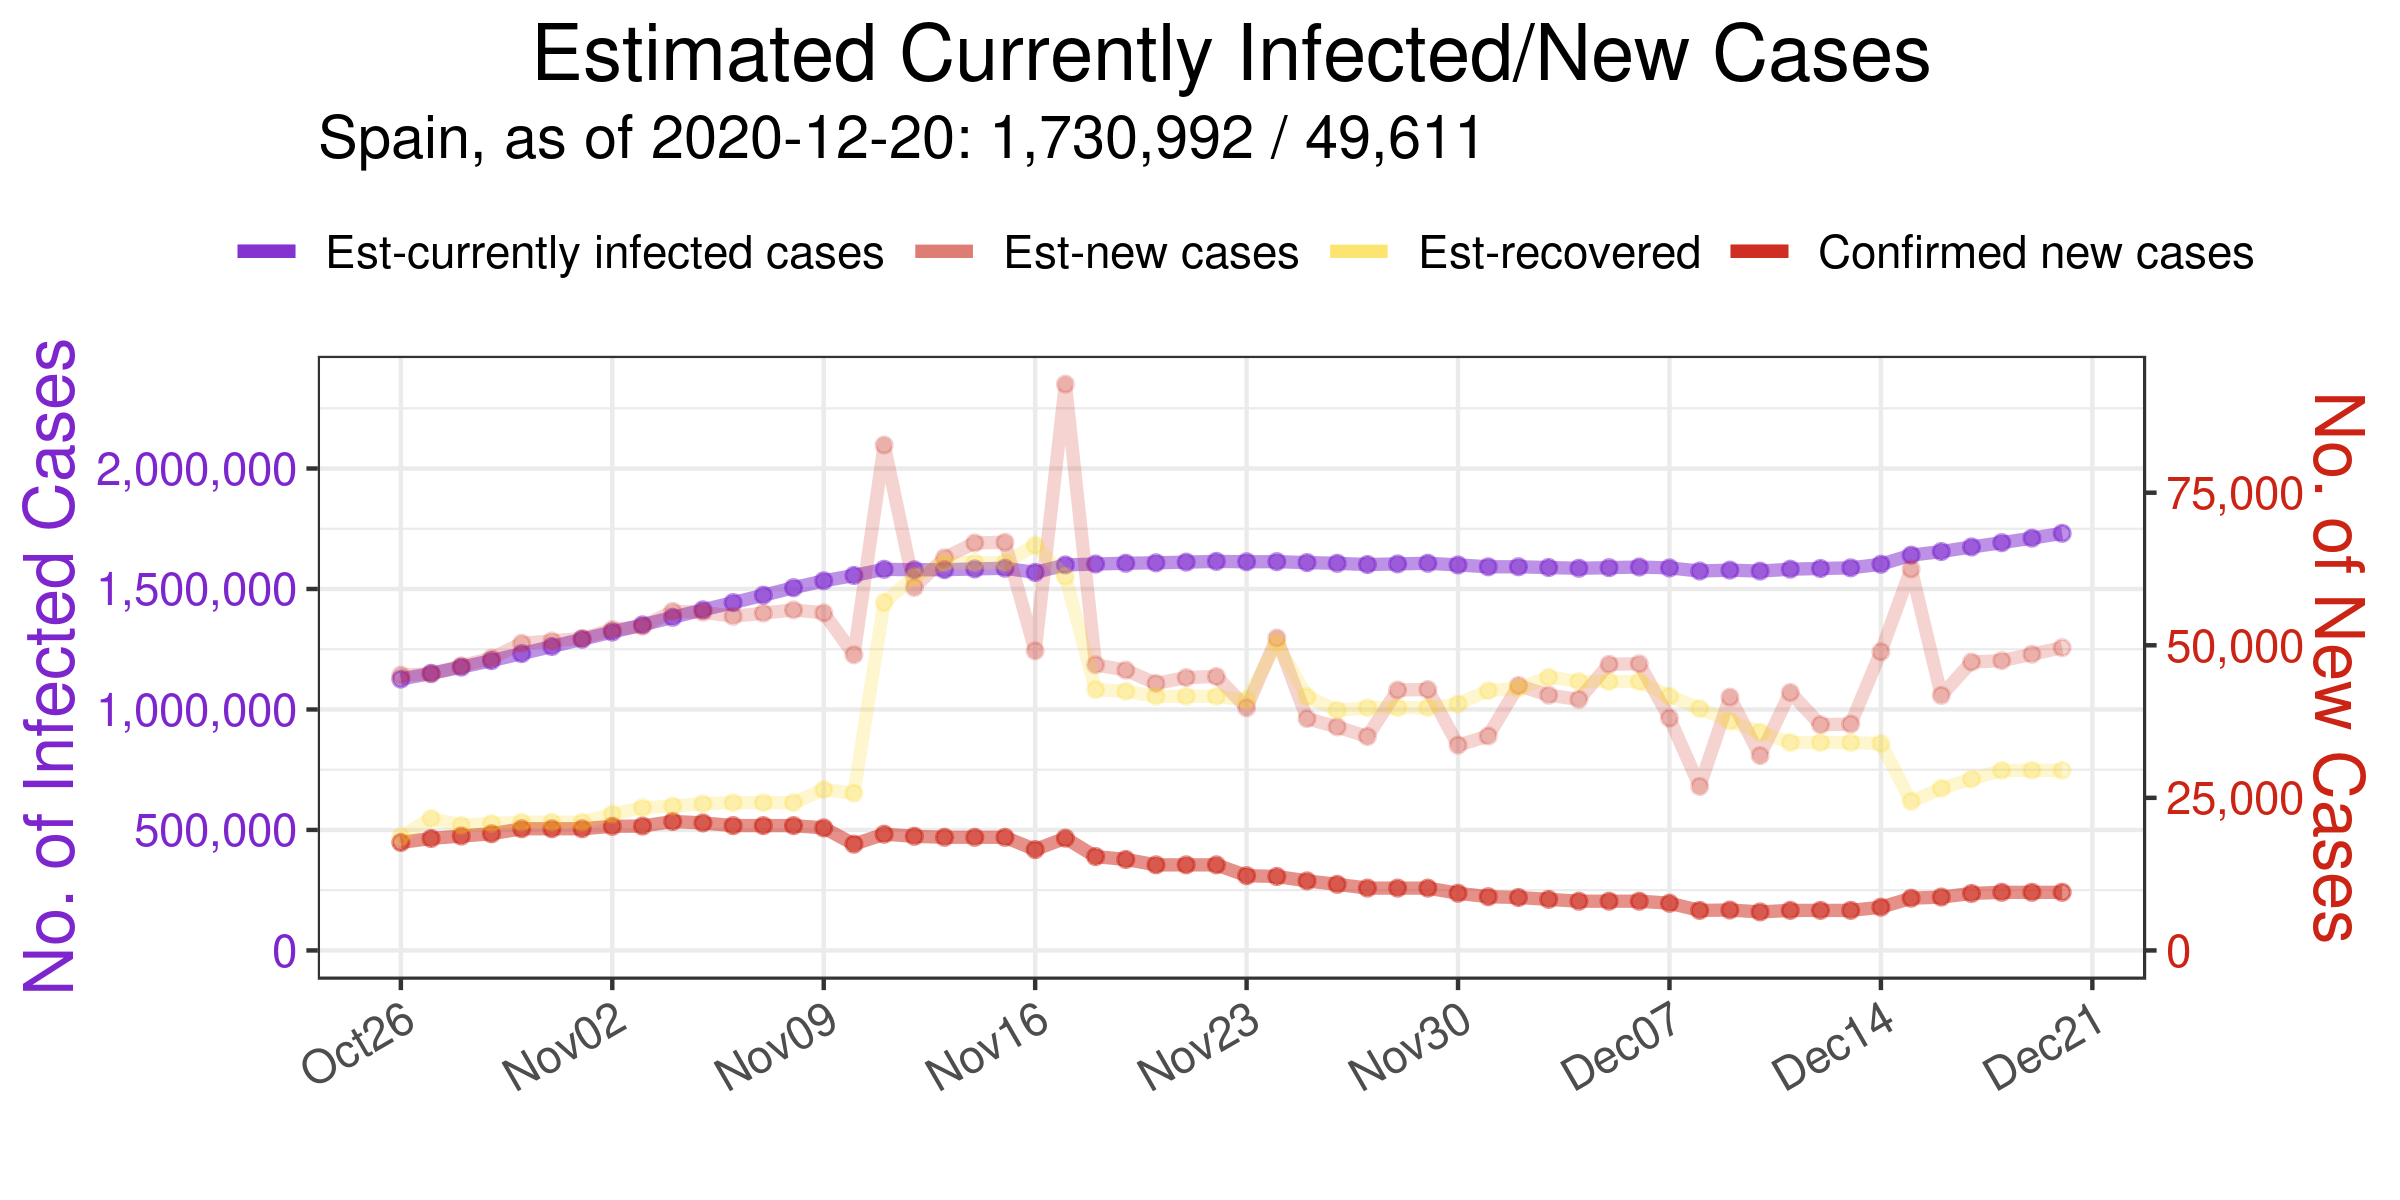 Estimated Currently Infected/New Cases
Spain, as of 2020-12-20: 1,730,992 / 49,611
Est-currently infected cases Est-new cases Est-recovered Confirmed new cases
No. of Infected Cases
2,000,000
1,500,000
1,000,000
500,000
0
75,000
50,000
25,000
0
No. of New Cases
Oct26 Nov02 Nov09 Nov16 Nov23 Nov30 Dec07 Dec14 Dec21